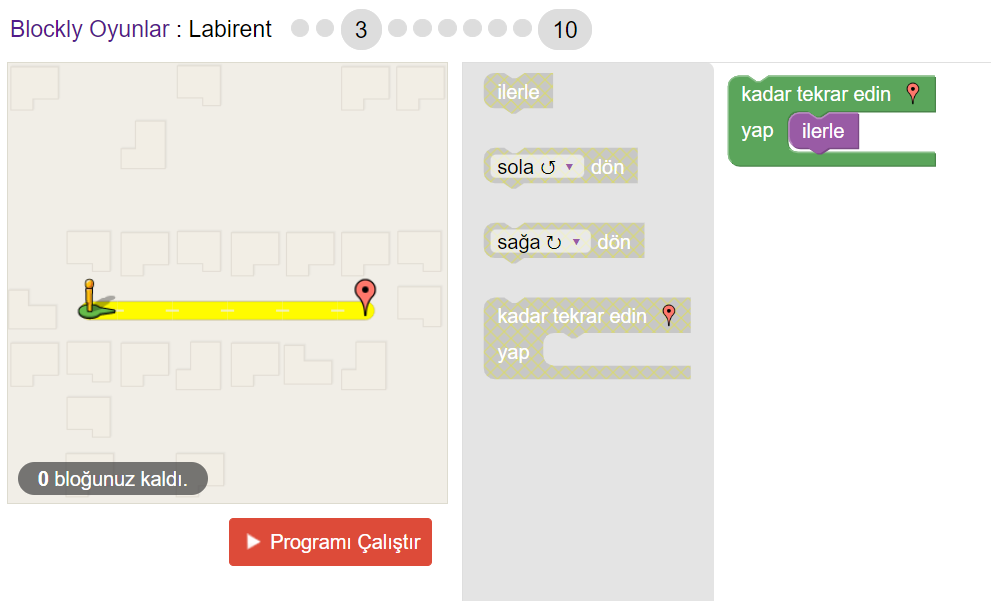 Blockly Oyunlar : Labirent 3 10
ilerle
sola ↺ ▼ dön
sağa ↻ ▼ dön
kadar tekrar edin
yap
kadar tekrar edin
yap ilerle
0 bloğunuz kaldı.
Programı Çalıştır